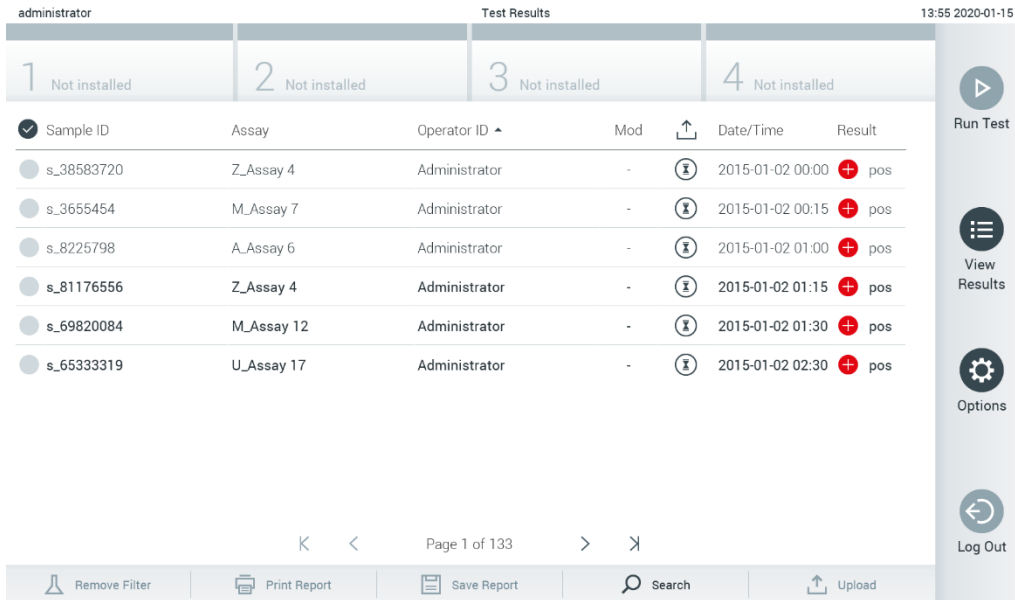 administrator Test Results 13:55 2020-01-15
1 Not installed 2 Not installed 3 Not installed 4 Not installed
Run Test
Sample ID Assay Operator ID Mod Date/Time Result
s_38583720 Z_Assay 4 Administrator - 2015-01-02 00:00 pos
s_3655454 M_Assay 7 Administrator - 2015-01-02 00:15 pos
s_8225798 A_Assay 6 Administrator - 2015-01-02 01:00 pos
s_81176556 Z_Assay 4 Administrator - 2015-01-02 01:15 pos
s_69820084 M_Assay 12 Administrator - 2015-01-02 01:30 pos
s_65333319 U_Assay 17 Administrator - 2015-01-02 02:30 pos
View
Results
Options
Page 1 of 133
Log Out
Remove Filter Print Report Save Report Search Upload